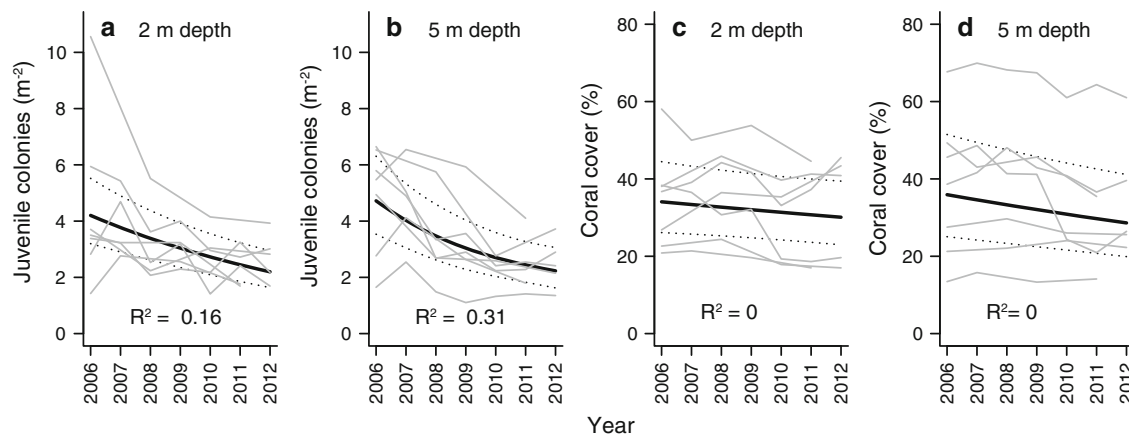 a 2 m depth
Juvenile colonies (m-2)
10
8
6
4
2
0
R2 = 0.16
2006 2007 2008 2009 2010 2011 2012
b 5 m depth
Juvenile colonies (m-2)
10
8
6
4
2
0
R2 = 0.31
2006 2007 2008 2009 2010 2011 2012
c 2 m depth
Coral cover (%)
80
60
40
20
0
R2 = 0
2006 2007 2008 2009 2010 2011 2012
d 5 m depth
Coral cover (%)
80
60
40
20
0
R2= 0
2006 2007 2008 2009 2010 2011 2012
Year